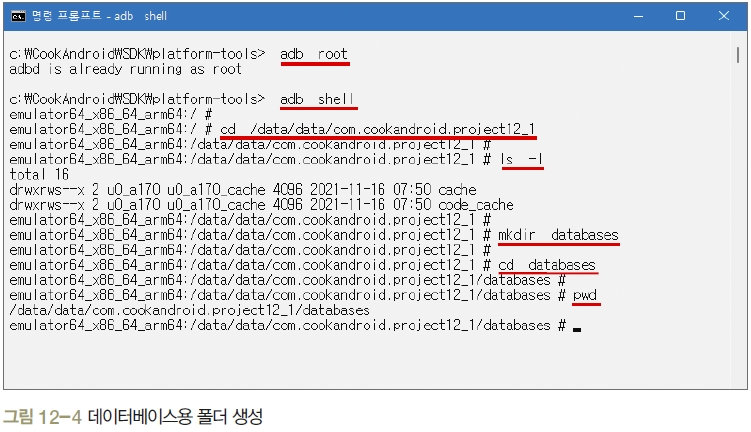 명령 프롬프트 - adb  shell
c:\CookAndroid\SDK\platform-tools>  adb  root
adbd is already running as root
c:\CookAndroid\SDK\platform-tools>  adb  shell
emulator64_x86_64_arm64:/ #
emulator64_x86_64_arm64:/ # cd  /data/data/com.cookandroid.project12_1
emulator64_x86_64_arm64:/data/data/com.cookandroid.project12_1 #
emulator64_x86_64_arm64:/data/data/com.cookandroid.project12_1 # ls  -l
total 16
drwxrws--x 2 u0_a170 u0_a170_cache 4096 2021-11-16 07:50 cache
drwxrws--x 2 u0_a170 u0_a170_cache 4096 2021-11-16 07:50 code_cache
emulator64_x86_64_arm64:/data/data/com.cookandroid.project12_1 #
emulator64_x86_64_arm64:/data/data/com.cookandroid.project12_1 # mkdir  databases
emulator64_x86_64_arm64:/data/data/com.cookandroid.project12_1 #
emulator64_x86_64_arm64:/data/data/com.cookandroid.project12_1 # cd  databases
emulator64_x86_64_arm64:/data/data/com.cookandroid.project12_1/databases #
emulator64_x86_64_arm64:/data/data/com.cookandroid.project12_1/databases # pwd
/data/data/com.cookandroid.project12_1/databases
emulator64_x86_64_arm64:/data/data/com.cookandroid.project12_1/databases #
그림 12-4 데이터베이스용 폴더 생성